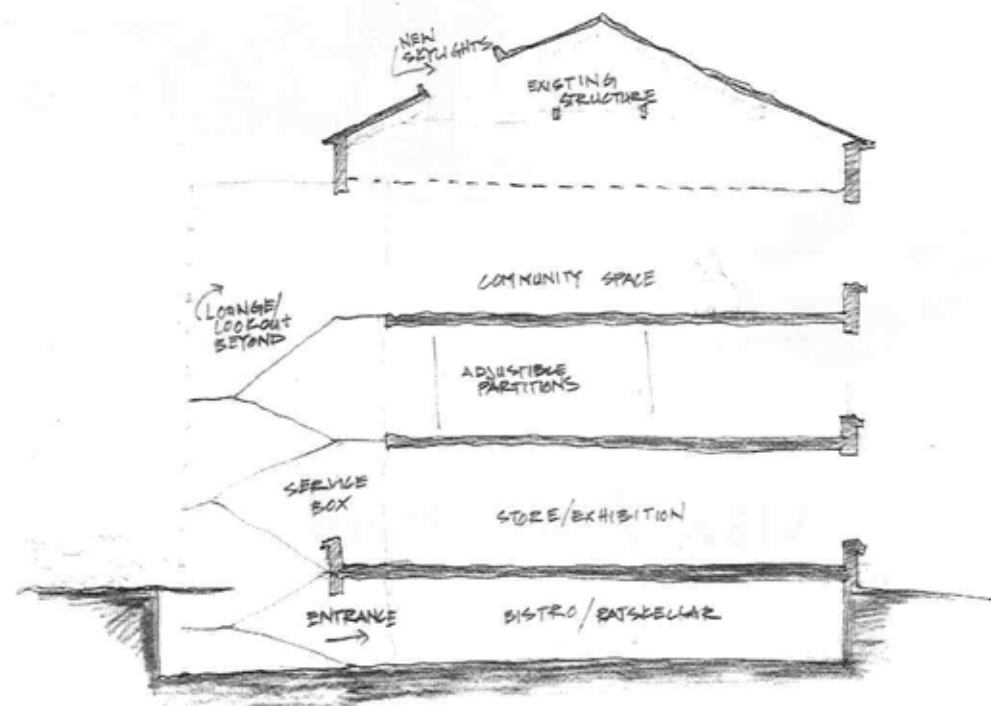 NEW
SKYLIGHTS
EXISTING
STRUCTURE
COMMUNITY SPACE
LOUNGE/
LOOKOUT
BEYOND
ADJUSTIBLE
PARTITIONS
SERVICE
BOX
STORE/EXHIBITION
ENTRANCE
BISTRO/RATSKELLAR